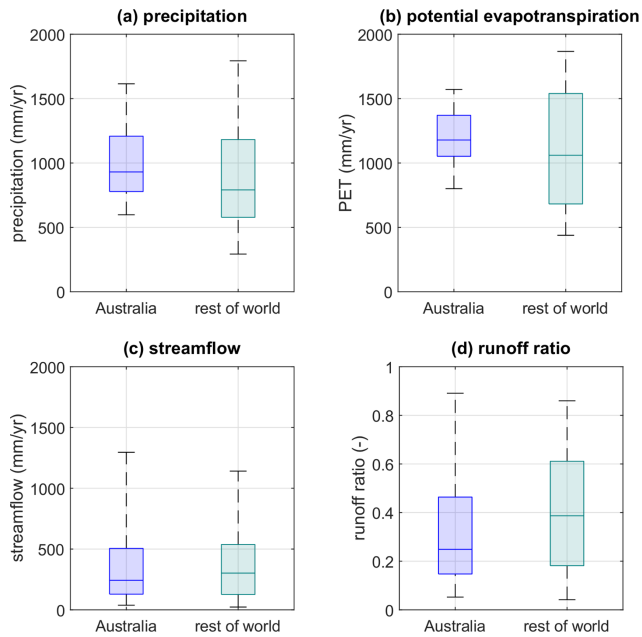 (a) precipitation
2000
1500
1000
500
0
precipitation (mm/yr)
Australia
rest of world
(b) potential evapotranspiration
2000
1500
1000
500
0
PET (mm/yr)
Australia
rest of world
(c) streamflow
2000
1500
1000
500
0
streamflow (mm/yr)
Australia
rest of world
(d) runoff ratio
1
0.8
0.6
0.4
0.2
0
runoff ratio (-)
Australia
rest of world